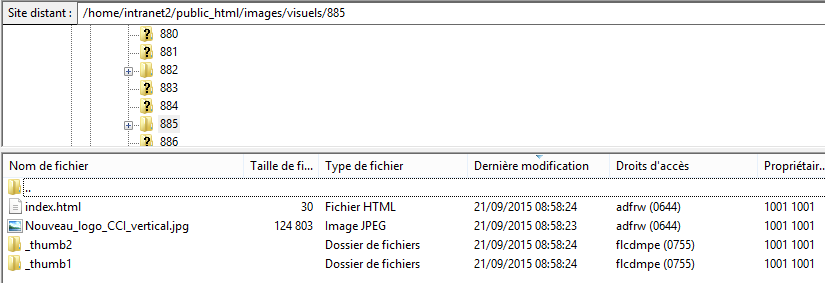 Site distant : /home/intranet2/public_html/images/visuels/885
880
881
882
883
884
885
886
Nom de fichier Taille de fi... Type de fichier Dernière modification Droits d'accès Propriétair...
..
index.html 30 Fichier HTML 21/09/2015 08:58:24 adfrw (0644) 1001 1001
Nouveau_logo_CCI_vertical.jpg 124 803 Image JPEG 21/09/2015 08:58:23 adfrw (0644) 1001 1001
_thumb2 Dossier de fichiers 21/09/2015 08:58:24 flcdmpe (0755) 1001 1001
_thumb1 Dossier de fichiers 21/09/2015 08:58:24 flcdmpe (0755) 1001 1001